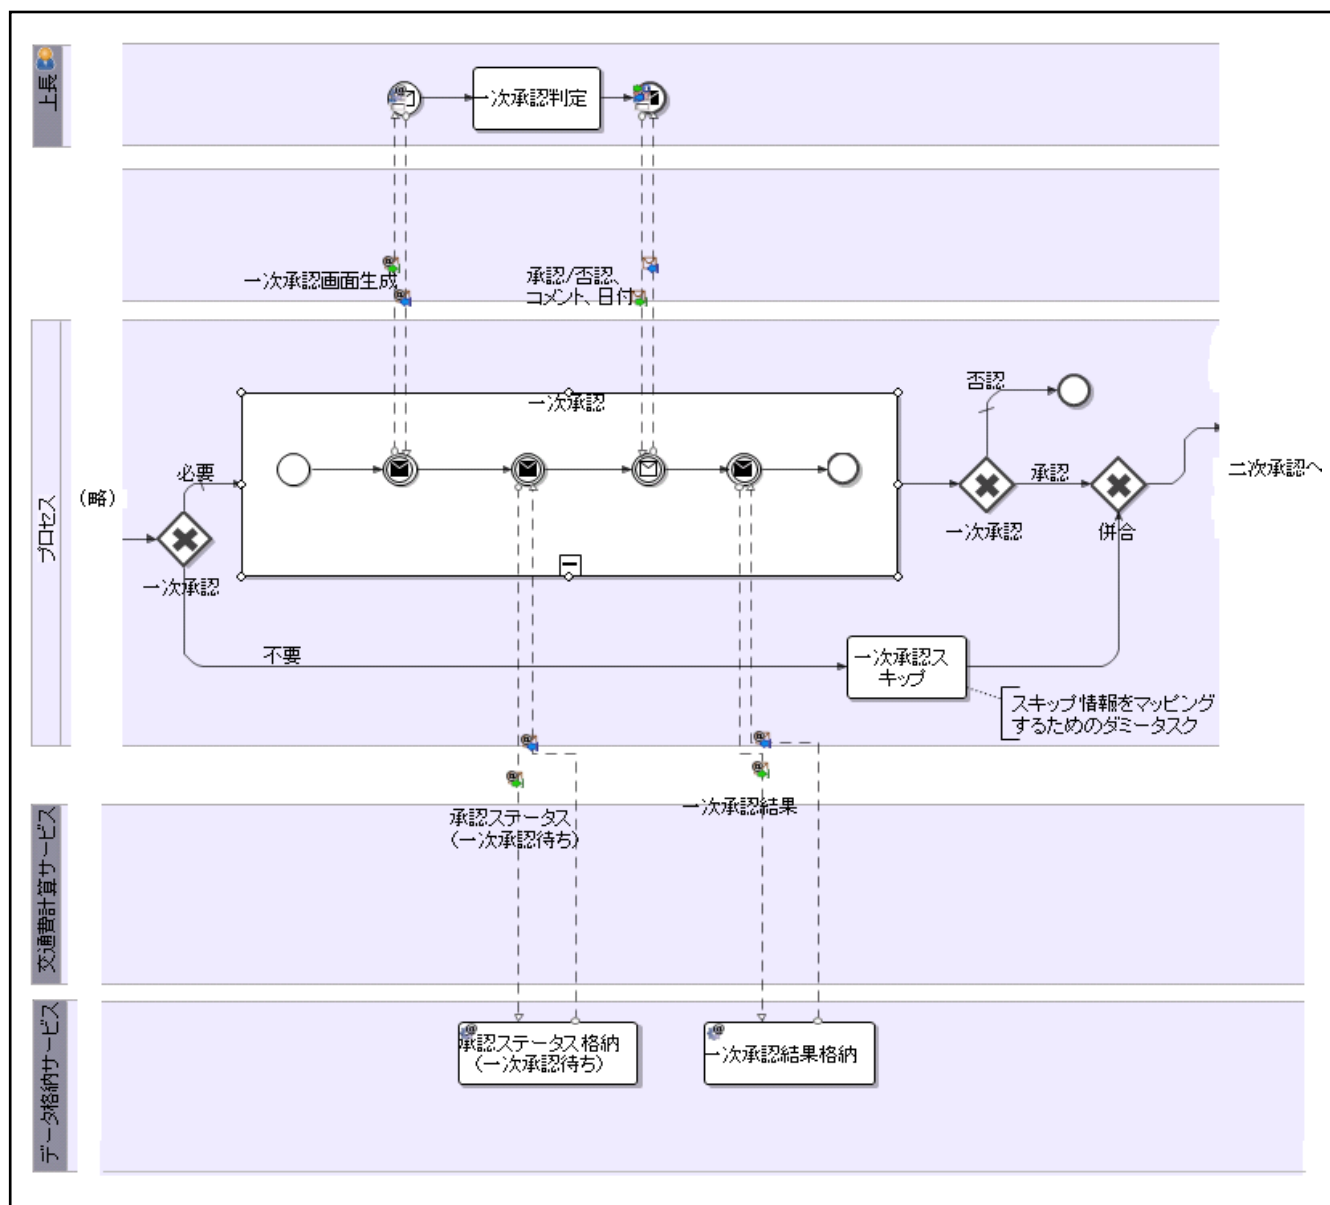 上長
一次承認判定
一次承認画面生成
承認/否認、
コメント、日付
プロセス
(略)
必要
一次承認
一次承認
否認
承認
一次承認
併合
二次承認へ
不要
一次承認ス
キップ
スキップ情報をマッピング
するためのダミータスク
承認ステータス
(一次承認待ち)
一次承認結果
交通費計算サービス
データ格納サービス
承認ステータス格納
(一次承認待ち)
一次承認結果格納